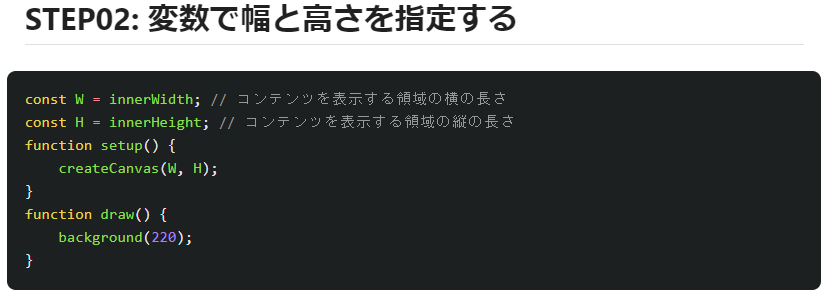 STEP02: 変数で幅と高さを指定する
const W = innerWidth; // コンテンツを表示する領域の横の長さ
const H = innerHeight; // コンテンツを表示する領域の縦の長さ
function setup() {
    createCanvas(W, H);
}
function draw() {
    background(220);
}